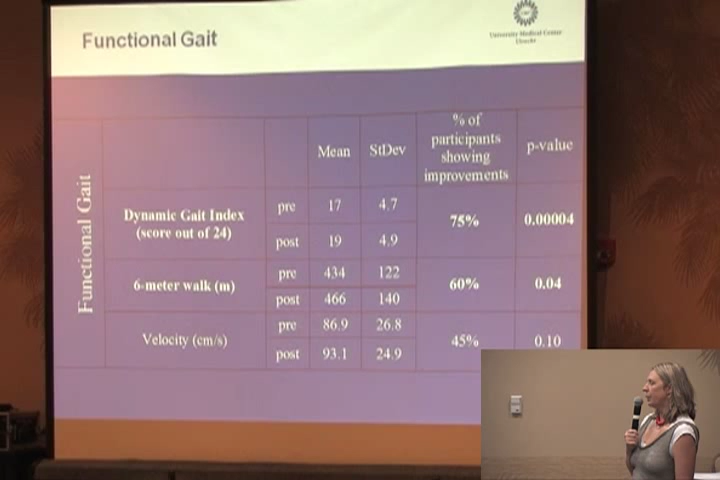 Functional Gait
University Medical Center
Utrecht
Functional Gait
Mean StDev % of participants showing improvements p-value
Dynamic Gait Index (score out of 24) pre 17 4.7 75% 0.00004
post 19 4.9
6-meter walk (m) pre 434 122 60% 0.04
post 466 140
Velocity (cm/s) pre 86.9 26.8 45% 0.10
post 93.1 24.9